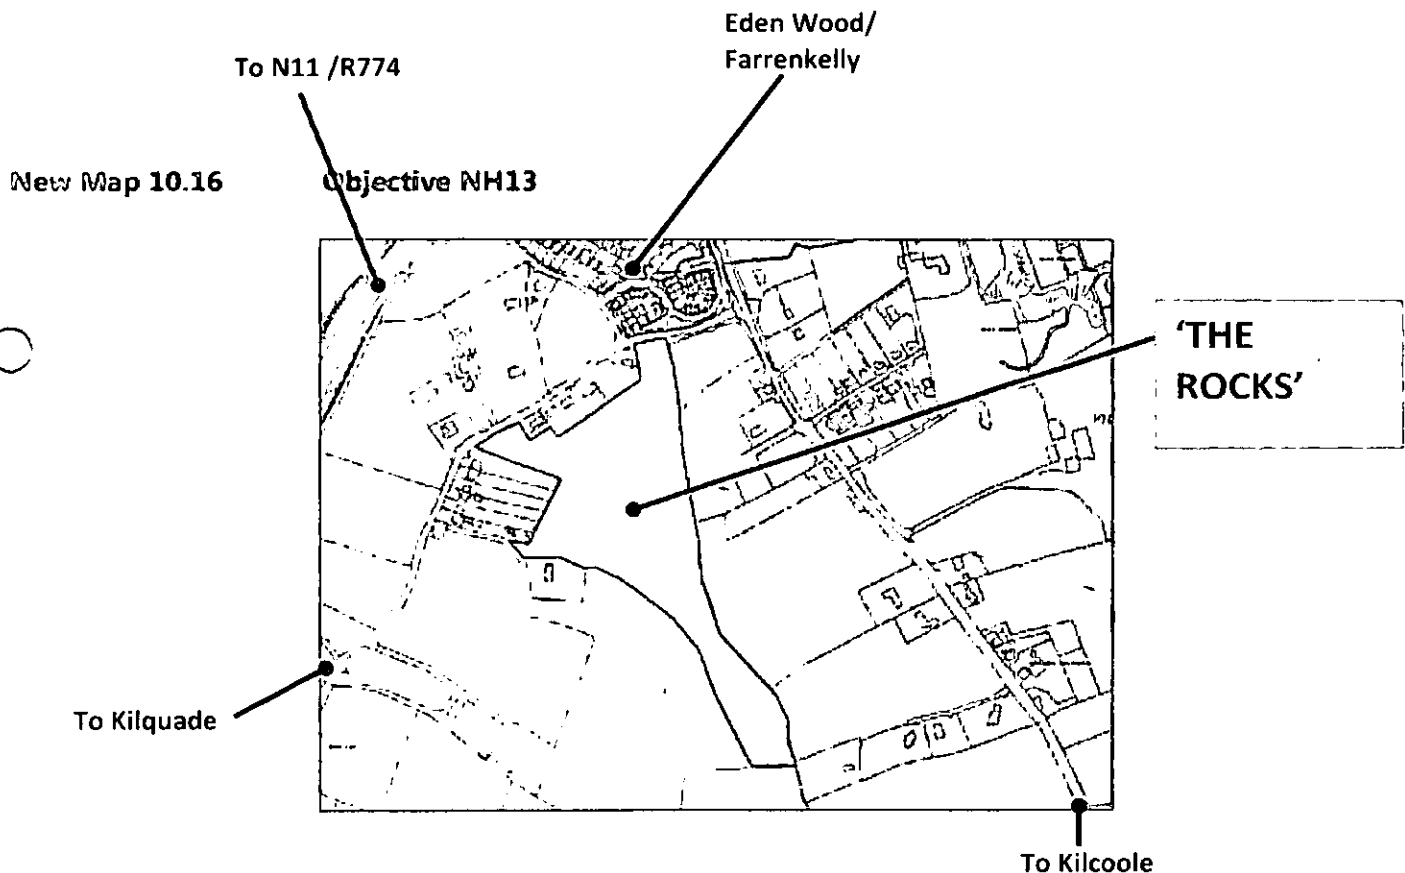 Eden Wood/
Farrenkelly
To N11 /R774
New Map 10.16 Objective NH13
‘THE
ROCKS’
To Kilquade
To Kilcoole